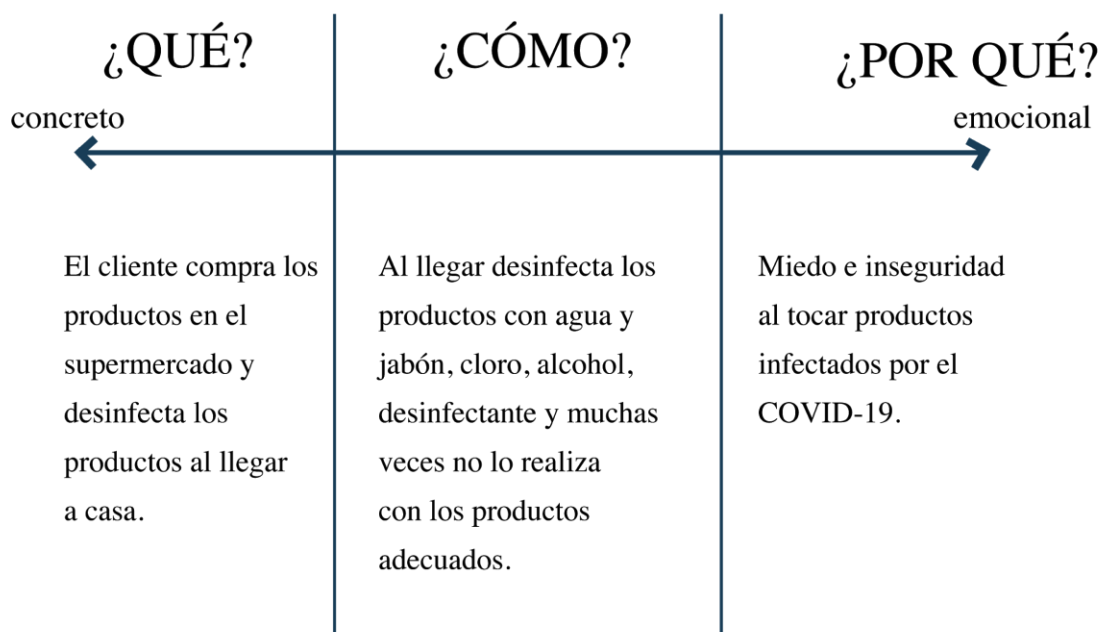 ¿QUÉ?
¿CÓMO?
¿POR QUÉ?
concreto
emocional
El cliente compra los
productos en el
supermercado y
desinfecta los
productos al llegar
a casa.
Al llegar desinfecta los
productos con agua y
jabón, cloro, alcohol,
desinfectante y muchas
veces no lo realiza
con los productos
adecuados.
Miedo e inseguridad
al tocar productos
infectados por el
COVID-19.